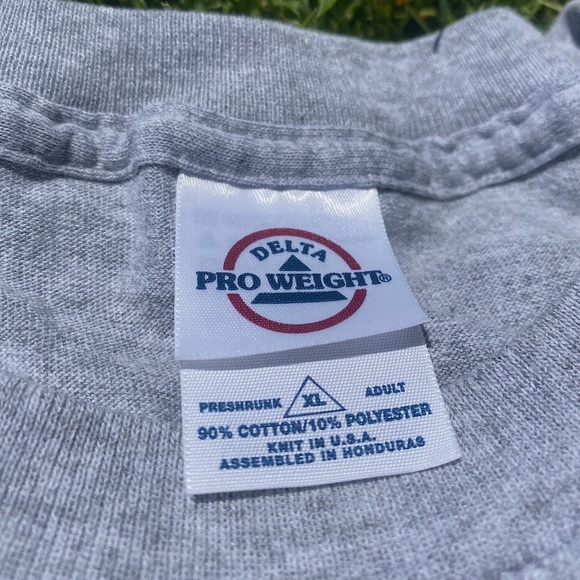 DELTA
PRO WEIGHT®
PRESHRUNK XL ADULT
90% COTTON/10% POLYESTER
KNIT IN U.S.A.
ASSEMBLED IN HONDURAS